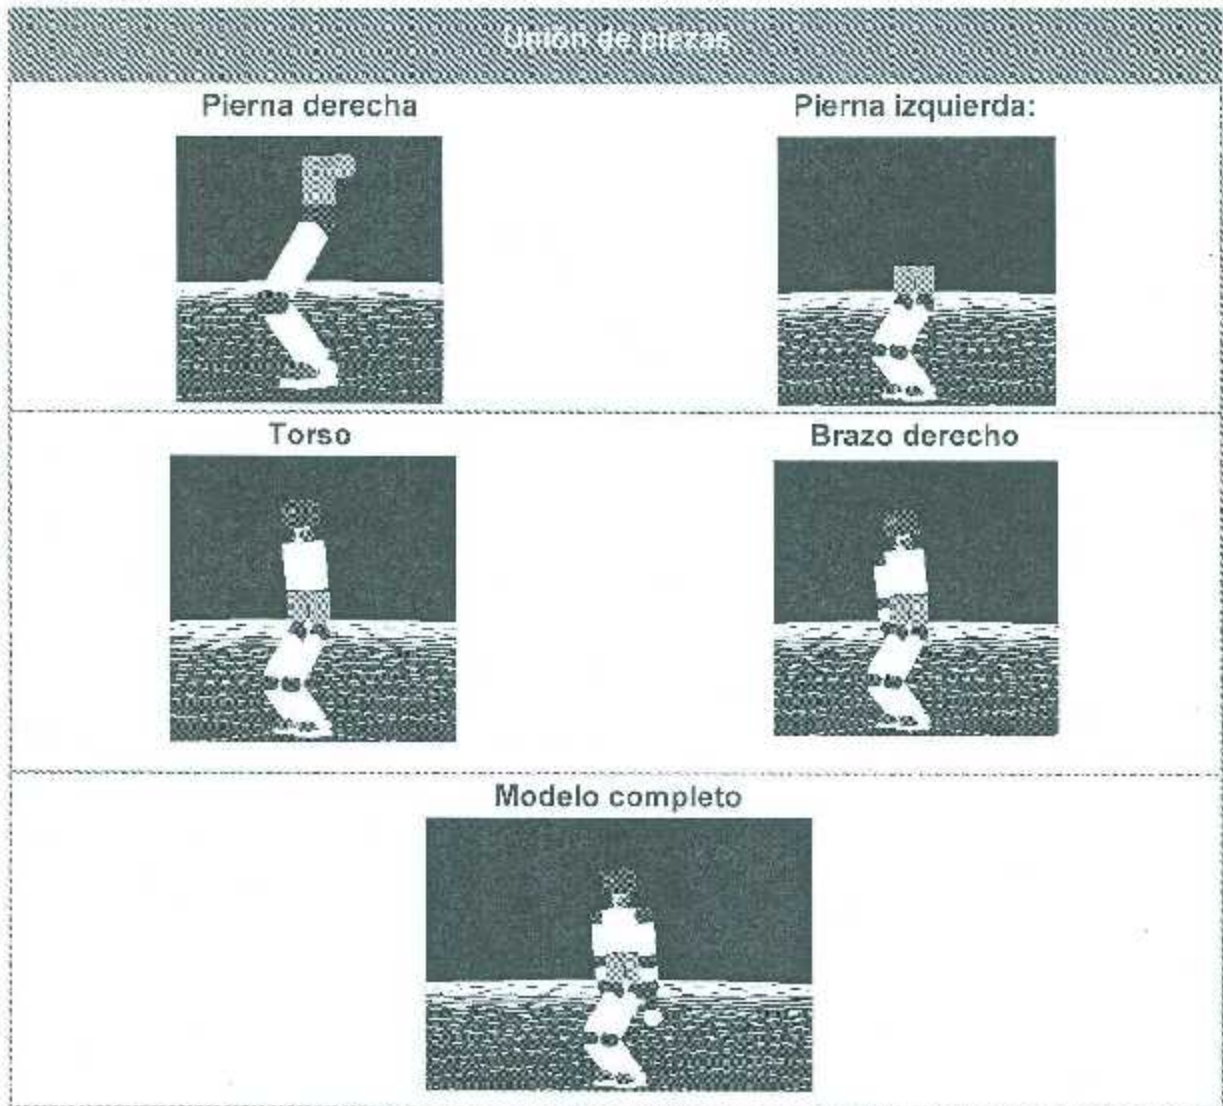 Unión de piezas
Pierna derecha
Pierna izquierda:
Torso
Brazo derecho
Modelo completo